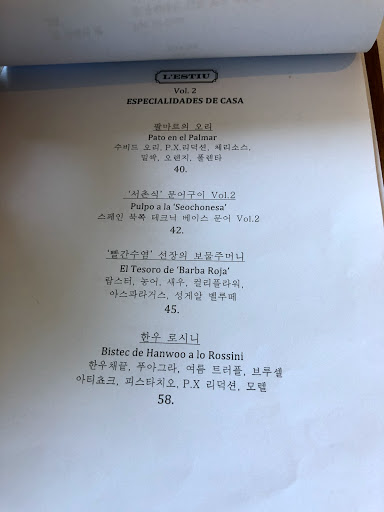 L'ESTIU
Vol. 2
ESPECIALIDADES DE CASA
팔마르의 오리
Pato en el Palmar
수비드 오리, P.X.리덕션, 체리소스,
밀싹, 오렌지, 폴렌타
40.
'서촌식' 문어구이 Vol.2
Pulpo a la 'Seochonesa'
스페인 북쪽 테크닉 베이스 문어 Vol.2
42.
'빨간수염' 선장의 보물주머니
El Tesoro de 'Barba Roja'
랍스터, 농어, 새우, 컬리플라워,
아스파라거스, 성게알 벨루떼
45.
한우 로시니
Bistec de Hanwoo a lo Rossini
한우채끝, 푸아그라, 여름 트러플, 브루셀
아티쵸크, 피스타치오, P.X 리덕션, 모렐
58.